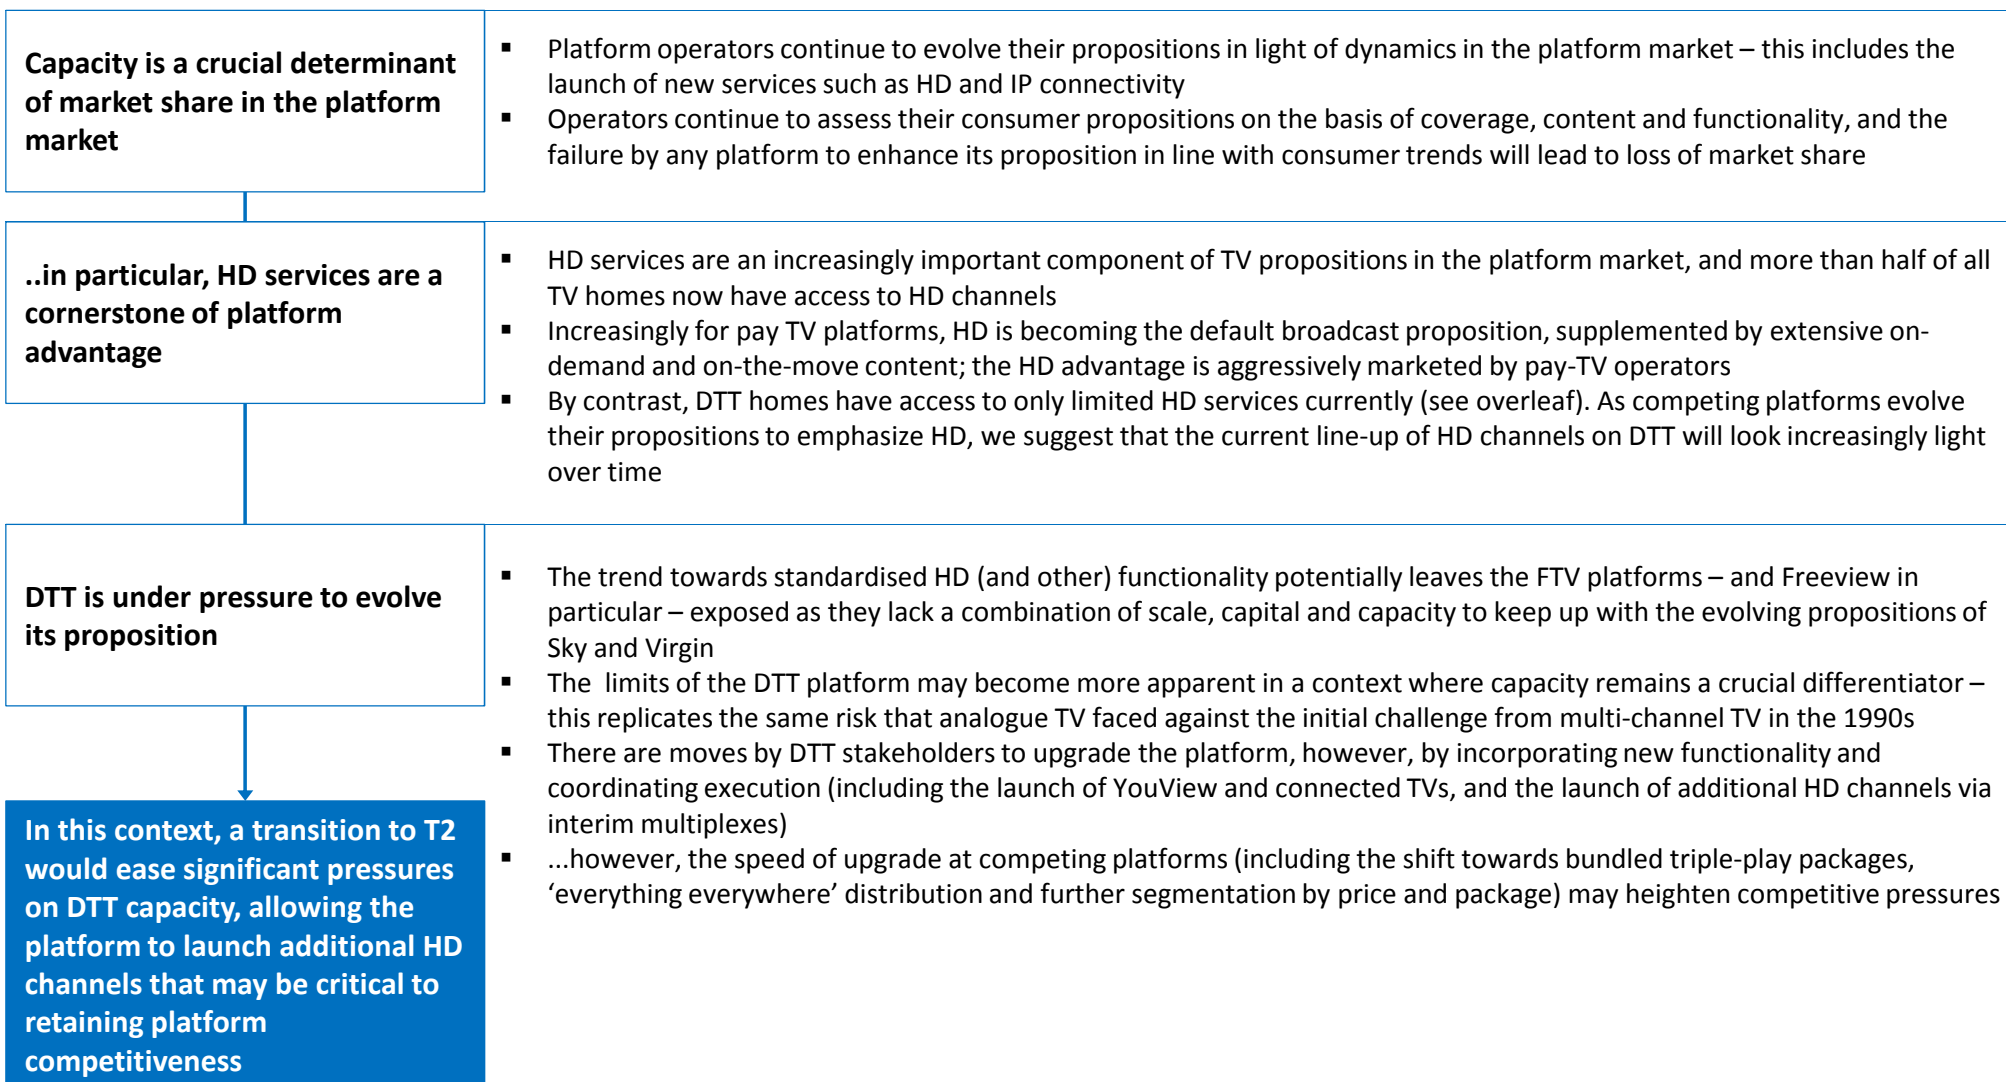 Capacity is a crucial determinant
of market share in the platform
market
▪ Platform operators continue to evolve their propositions in light of dynamics in the platform market – this includes the
launch of new services such as HD and IP connectivity
▪ Operators continue to assess their consumer propositions on the basis of coverage, content and functionality, and the
failure by any platform to enhance its proposition in line with consumer trends will lead to loss of market share
..in particular, HD services are a
cornerstone of platform
advantage
▪ HD services are an increasingly important component of TV propositions in the platform market, and more than half of all
TV homes now have access to HD channels
▪ Increasingly for pay TV platforms, HD is becoming the default broadcast proposition, supplemented by extensive on-
demand and on-the-move content; the HD advantage is aggressively marketed by pay-TV operators
▪ By contrast, DTT homes have access to only limited HD services currently (see overleaf). As competing platforms evolve
their propositions to emphasize HD, we suggest that the current line-up of HD channels on DTT will look increasingly light
over time
DTT is under pressure to evolve
its proposition
▪ The trend towards standardised HD (and other) functionality potentially leaves the FTV platforms – and Freeview in
particular – exposed as they lack a combination of scale, capital and capacity to keep up with the evolving propositions of
Sky and Virgin
▪ The limits of the DTT platform may become more apparent in a context where capacity remains a crucial differentiator –
this replicates the same risk that analogue TV faced against the initial challenge from multi-channel TV in the 1990s
▪ There are moves by DTT stakeholders to upgrade the platform, however, by incorporating new functionality and
coordinating execution (including the launch of YouView and connected TVs, and the launch of additional HD channels via
interim multiplexes)
▪ ...however, the speed of upgrade at competing platforms (including the shift towards bundled triple-play packages,
‘everything everywhere’ distribution and further segmentation by price and package) may heighten competitive pressures
In this context, a transition to T2
would ease significant pressures
on DTT capacity, allowing the
platform to launch additional HD
channels that may be critical to
retaining platform
competitiveness